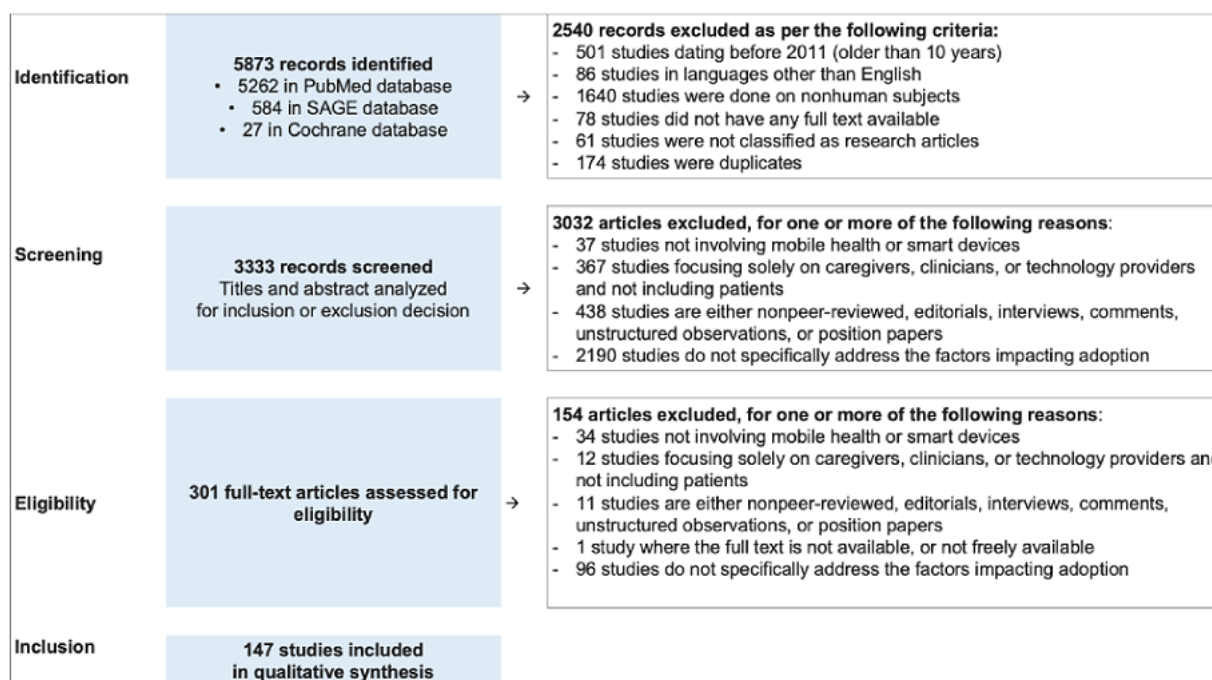 Identification
5873 records identified
• 5262 in PubMed database
• 584 in SAGE database
• 27 in Cochrane database
→
2540 records excluded as per the following criteria:
- 501 studies dating before 2011 (older than 10 years)
- 86 studies in languages other than English
- 1640 studies were done on nonhuman subjects
- 78 studies did not have any full text available
- 61 studies were not classified as research articles
- 174 studies were duplicates
Screening
3333 records screened
Titles and abstract analyzed
for inclusion or exclusion decision
→
3032 articles excluded, for one or more of the following reasons:
- 37 studies not involving mobile health or smart devices
- 367 studies focusing solely on caregivers, clinicians, or technology providers
and not including patients
- 438 studies are either nonpeer-reviewed, editorials, interviews, comments,
unstructured observations, or position papers
- 2190 studies do not specifically address the factors impacting adoption
Eligibility
301 full-text articles assessed for
eligibility
→
154 articles excluded, for one or more of the following reasons:
- 34 studies not involving mobile health or smart devices
- 12 studies focusing solely on caregivers, clinicians, or technology providers an
not including patients
- 11 studies are either nonpeer-reviewed, editorials, interviews, comments,
unstructured observations, or position papers
- 1 study where the full text is not available, or not freely available
- 96 studies do not specifically address the factors impacting adoption
Inclusion
147 studies included
in qualitative synthesis